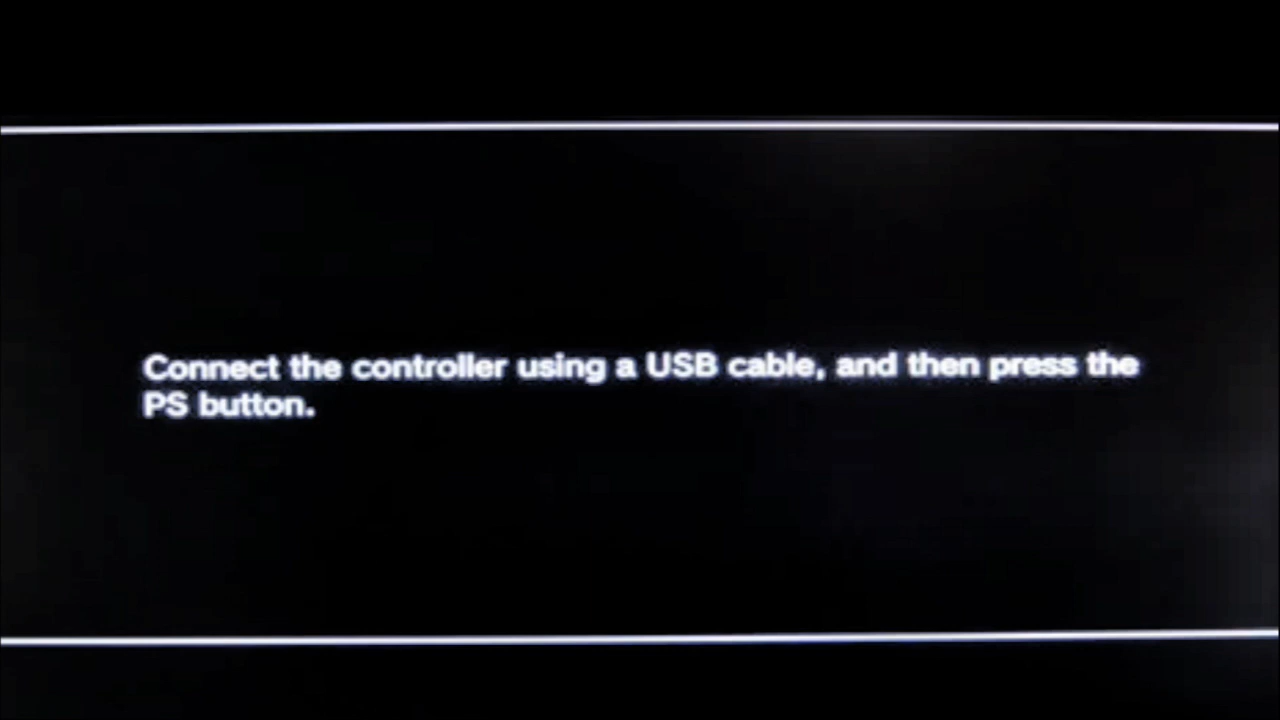 Connect the controller using a USB cable, and then press the
PS button.